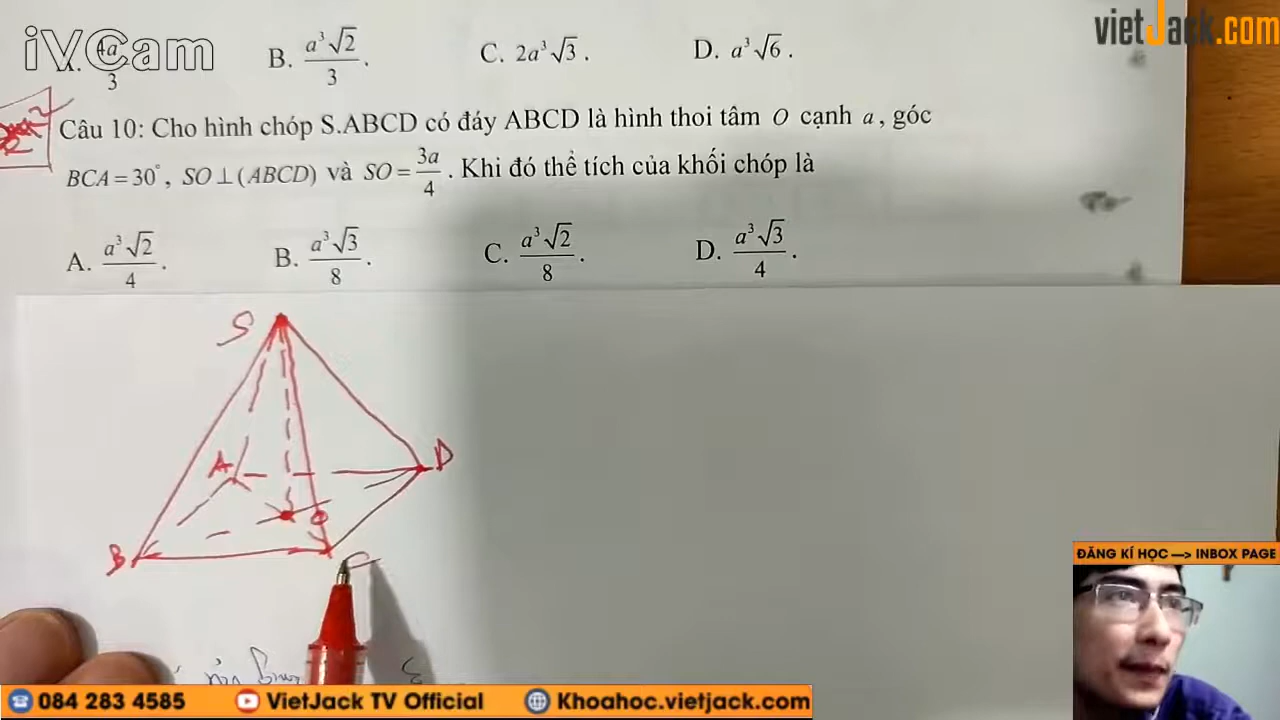 iVCam
vietJack.com
4a
3
B. a³√2/3 . C. 2a³√3 . D. a³√6 .
Câu 10: Cho hình chóp S.ABCD có đáy ABCD là hình thoi tâm O cạnh a, góc
BCA = 30°, SO ⊥ (ABCD) và SO = 3a/4 . Khi đó thể tích của khối chóp là
A. a³√2/4 . B. a³√3/8 . C. a³√2/8 . D. a³√3/4 .
S
A
D
O
B
C
ĐĂNG KÍ HỌC —> INBOX PAGE
084 283 4585 VietJack TV Official Khoahoc.vietjack.com